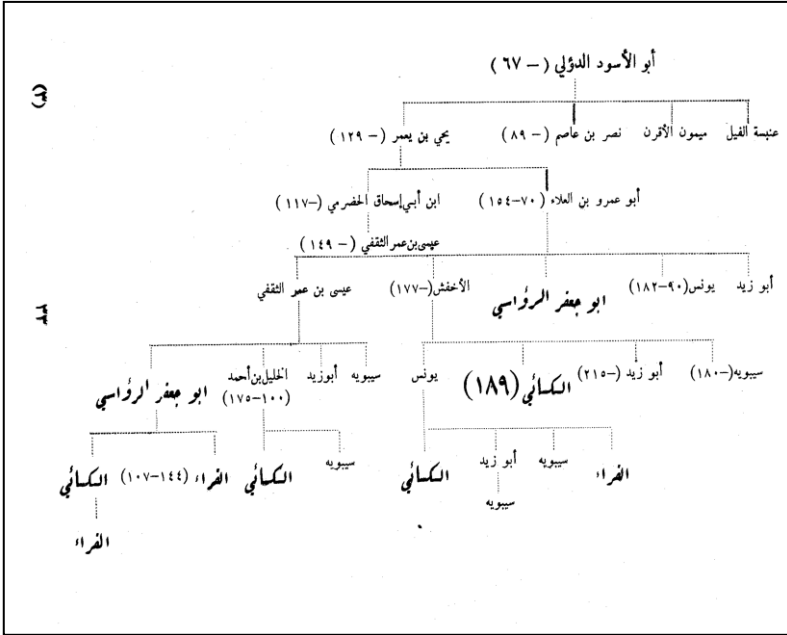 أبو الأسود الدؤلي ( – ٦٧ )
(٣)
عنبسة الفيل ميمون الأقرن نصر بن عاصم ( – ٨٩ ) يحي بن يعمر ( – ١٢٩ )
أبو عمرو بن العلاء ( ٧٠–١٥٤ ) ابن أبي إسحاق الحضرمي (–١١٧)
عيسى بن عمر الثقفي ( – ١٤٩ )
أبو زيد يونس (٩٠–١٨٢) ابو جعفر الرؤاسي الأخفش (–١٧٧) عيسى بن عمر الثقفي
٣٣
سيبويه (–١٨٠) أبو زيد (–٢١٥) الكسائي (١٨٩) يونس سيبويه أبوزيد الخليل بن أحمد ابو جعفر الرؤاسي
(١٠٠–١٧٥)
الفراء سيبويه أبو زيد الكسائي سيبويه الكسائي الفراء (١٤٤–١٠٧) الكسائي
سيبويه
الفراء